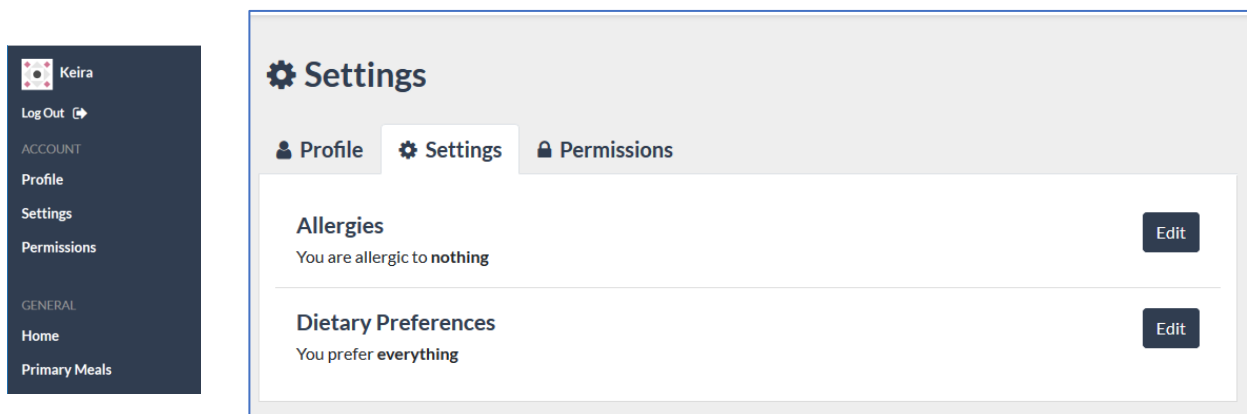 Keira
Log Out
ACCOUNT
Profile
Settings
Permissions
GENERAL
Home
Primary Meals
Settings
Profile Settings Permissions
Allergies
Edit
You are allergic to nothing
Dietary Preferences
Edit
You prefer everything